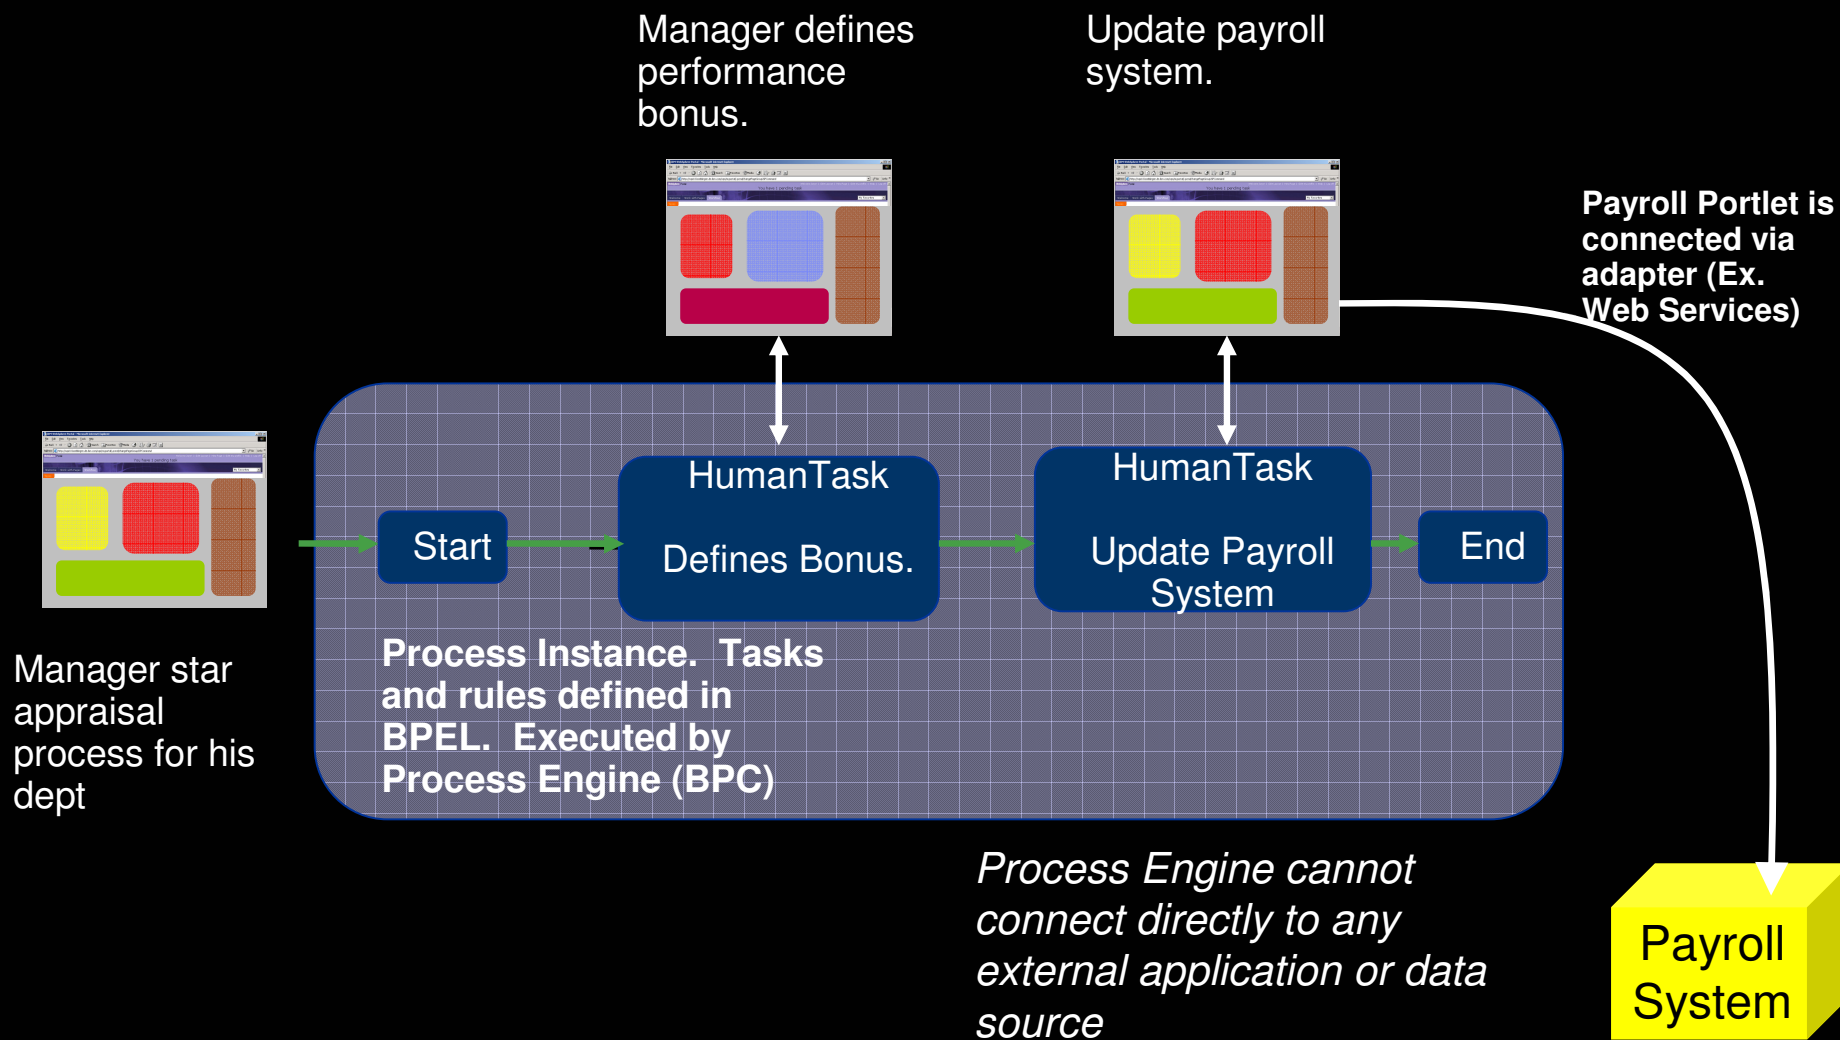 Manager defines
performance
bonus.
Update payroll
system.
Payroll Portlet is
connected via
adapter (Ex.
Web Services)
HumanTask
Defines Bonus.
HumanTask
Update Payroll
System
Start
End
Manager star
appraisal
process for his
dept
Process Instance.  Tasks
and rules defined in
BPEL.  Executed by
Process Engine (BPC)
Process Engine cannot
connect directly to any
external application or data
source
Payroll
System